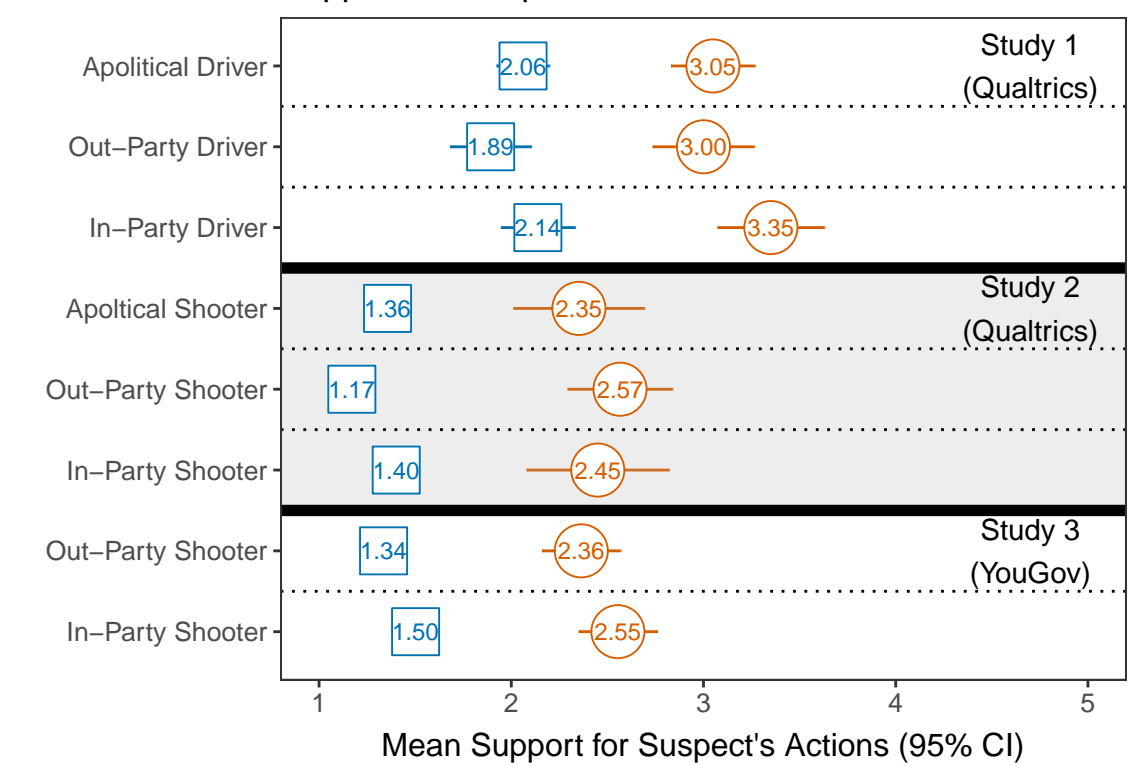 Study 1
Apolitical Driver 2.06 3.05
(Qualtrics)
Out−Party Driver 1.89 3.00
In−Party Driver 2.14 3.35
Study 2
Apoltical Shooter 1.36 2.35
(Qualtrics)
Out−Party Shooter 1.17 2.57
In−Party Shooter 1.40 2.45
Study 3
Out−Party Shooter 1.34 2.36
(YouGov)
In−Party Shooter 1.50 2.55
1 2 3 4 5
Mean Support for Suspect's Actions (95% CI)